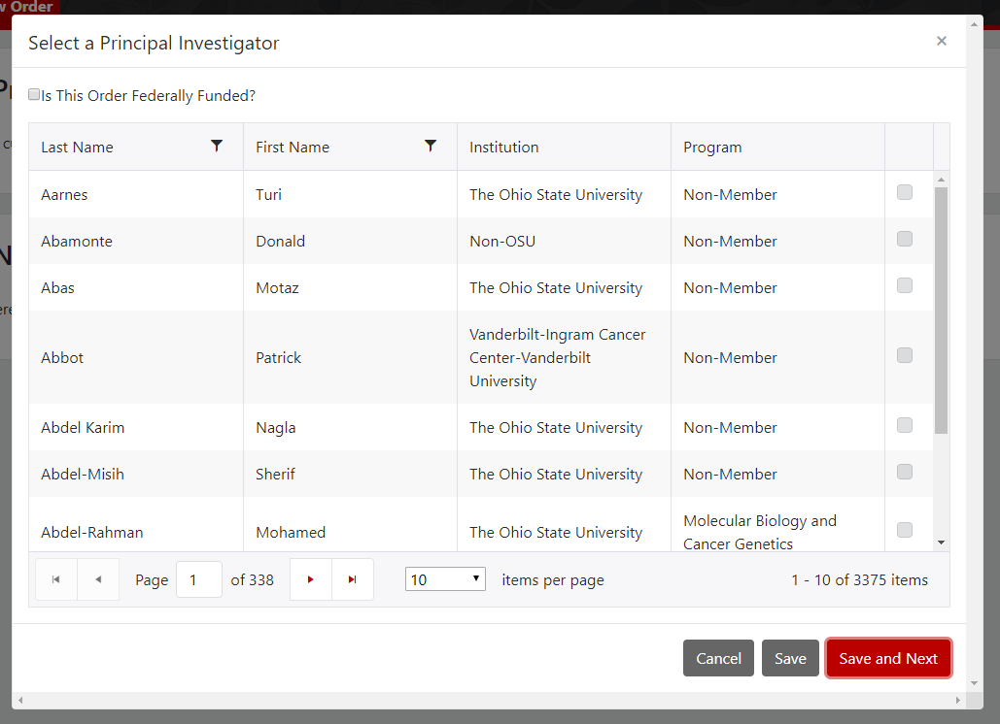 w Order
Select a Principal Investigator
×
Is This Order Federally Funded?
Last Name First Name Institution Program
Aarnes Turi The Ohio State University Non-Member
Abamonte Donald Non-OSU Non-Member
Abas Motaz The Ohio State University Non-Member
Abbot Patrick Vanderbilt-Ingram Cancer
Center-Vanderbilt
University Non-Member
Abdel Karim Nagla The Ohio State University Non-Member
Abdel-Misih Sherif The Ohio State University Non-Member
Abdel-Rahman Mohamed The Ohio State University Molecular Biology and
Cancer Genetics
Page 1 of 338 10 items per page 1 - 10 of 3375 items
Cancel Save Save and Next